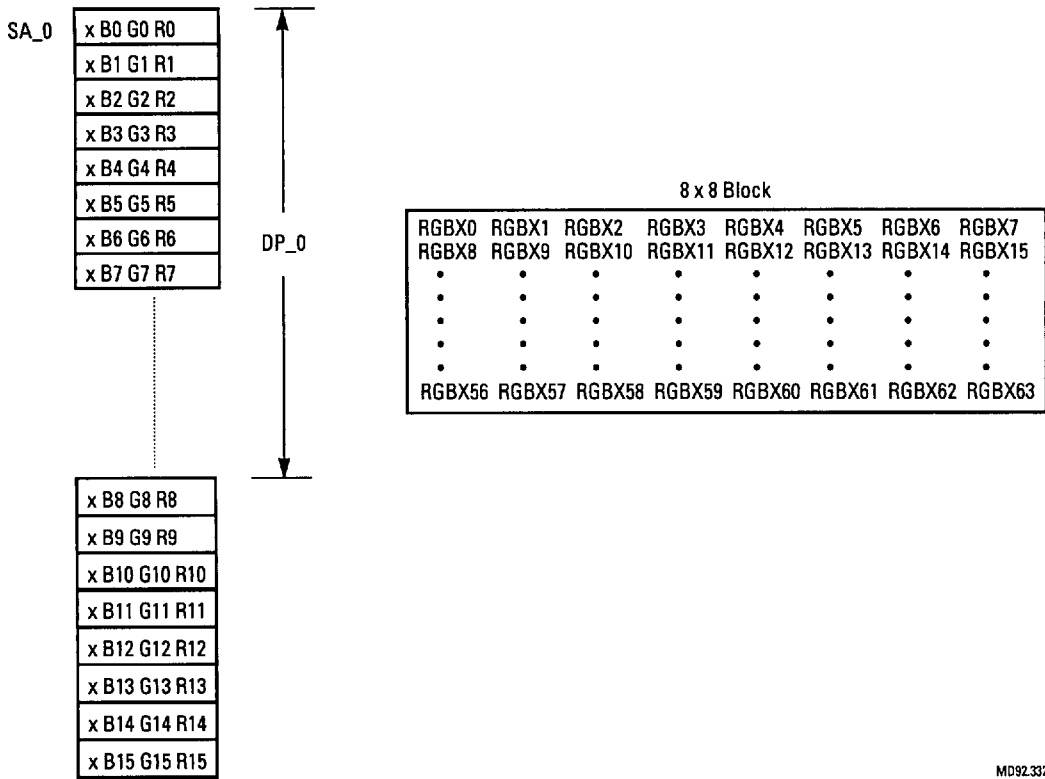 SA_0
x B0 G0 R0
x B1 G1 R1
x B2 G2 R2
x B3 G3 R3
x B4 G4 R4
x B5 G5 R5
x B6 G6 R6
x B7 G7 R7
DP_0
x B8 G8 R8
x B9 G9 R9
x B10 G10 R10
x B11 G11 R11
x B12 G12 R12
x B13 G13 R13
x B14 G14 R14
x B15 G15 R15
8 x 8 Block
RGBX0 RGBX1 RGBX2 RGBX3 RGBX4 RGBX5 RGBX6 RGBX7
RGBX8 RGBX9 RGBX10 RGBX11 RGBX12 RGBX13 RGBX14 RGBX15
RGBX56 RGBX57 RGBX58 RGBX59 RGBX60 RGBX61 RGBX62 RGBX63
MD92.332